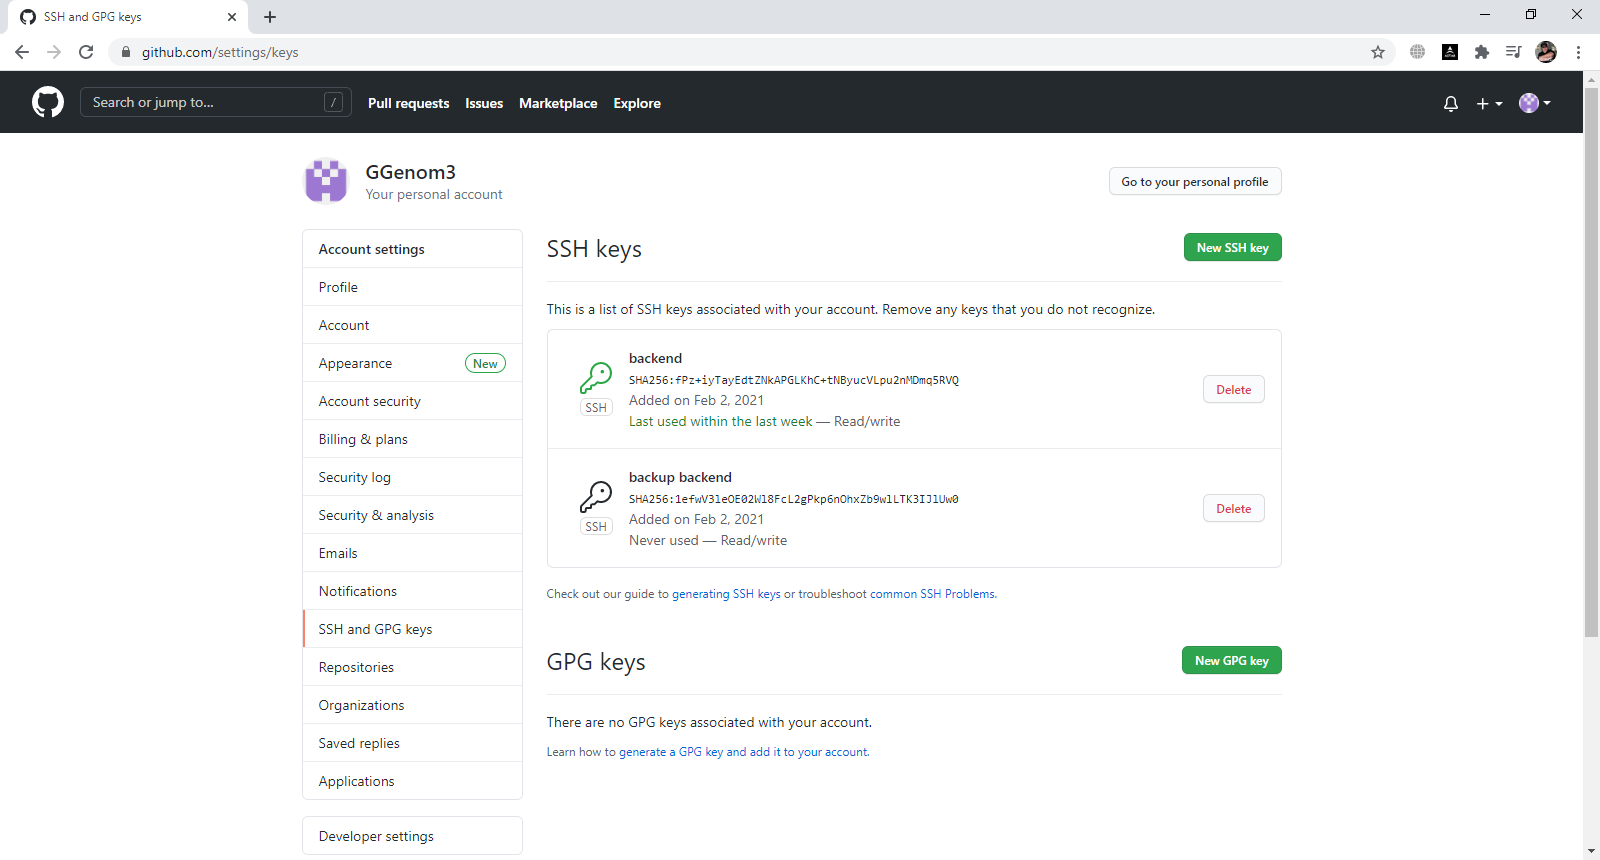 SSH and GPG keys
github.com/settings/keys
Search or jump to...
/
Pull requests
Issues
Marketplace
Explore
GGenom3
Your personal account
Go to your personal profile
Account settings
Profile
Account
Appearance
New
Account security
Billing & plans
Security log
Security & analysis
Emails
Notifications
SSH and GPG keys
Repositories
Organizations
Saved replies
Applications
Developer settings
SSH keys
New SSH key
This is a list of SSH keys associated with your account. Remove any keys that you do not recognize.
backend
SHA256:fPz+iyTayEdtZNkAPGLKhC+tNByucVLpu2nMDmq5RVQ
SSH
Added on Feb 2, 2021
Last used within the last week — Read/write
Delete
backup backend
SHA256:1efwV3leOE02Wl8FcL2gPkp6nOhxZb9wlLTK3IJlUw0
SSH
Added on Feb 2, 2021
Never used — Read/write
Delete
Check out our guide to generating SSH keys or troubleshoot common SSH Problems.
GPG keys
New GPG key
There are no GPG keys associated with your account.
Learn how to generate a GPG key and add it to your account.